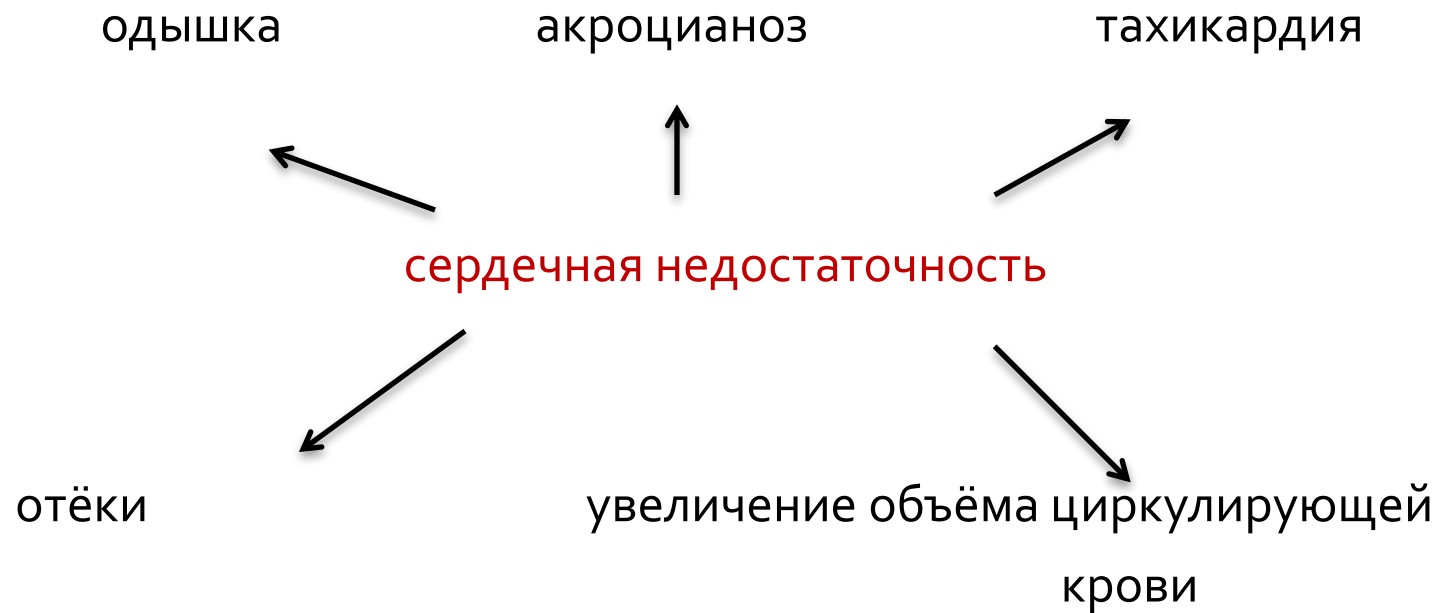 одышка акроцианоз тахикардия
сердечная недостаточность
отёки увеличение объёма циркулирующей
крови